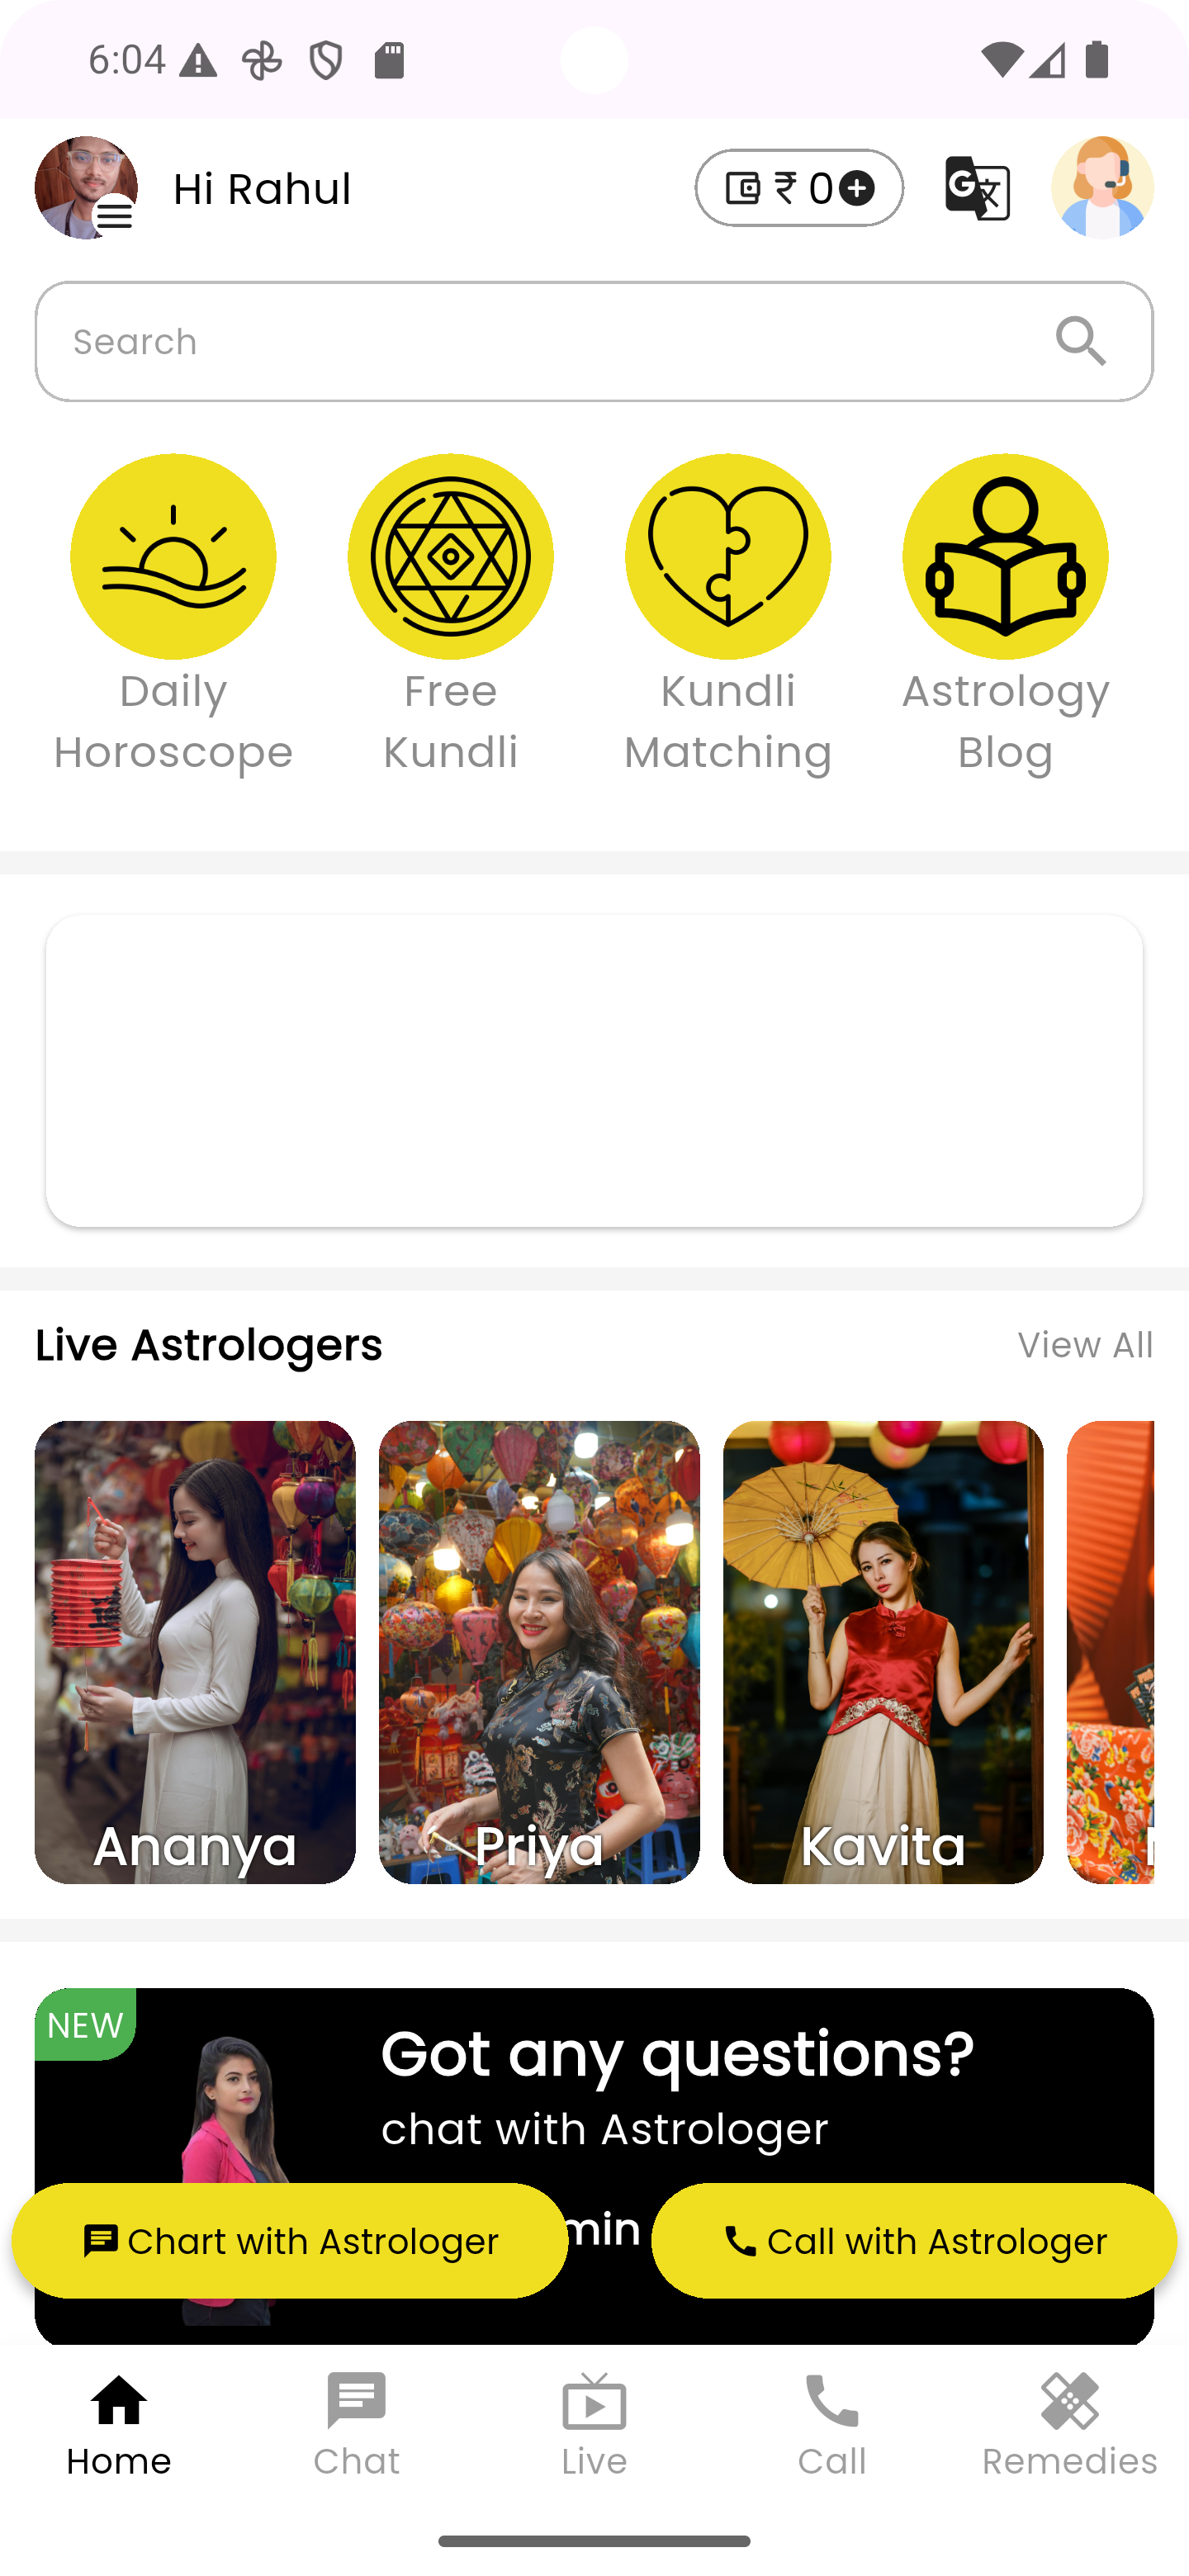 6:04
Hi Rahul
₹ 0
Search
Daily Horoscope
Free Kundli
Kundli Matching
Astrology Blog
Live Astrologers
View All
Ananya
Priya
Kavita
NEW
Got any questions?
chat with Astrologer
min
Chart with Astrologer
Call with Astrologer
Home
Chat
Live
Call
Remedies